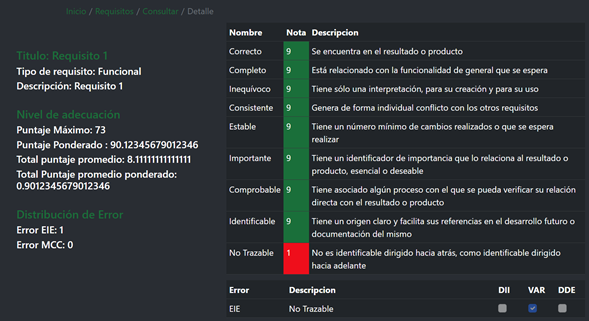 Inicio / Requisitos / Consultar / Detalle
Titulo: Requisito 1
Tipo de requisito: Funcional
Descripción: Requisito 1
Nivel de adecuación
Puntaje Máximo: 73
Puntaje Ponderado : 90.12345679012346
Total puntaje promedio: 8.11111111111111
Total Puntaje promedio ponderado:
0.9012345679012346
Distribución de Error
Error EIE: 1
Error MCC: 0
Nombre Nota Descripcion
Correcto 9 Se encuentra en el resultado o producto
Completo 9 Está relacionado con la funcionalidad de general que se espera
Inequívoco 9 Tiene sólo una interpretación, para su creación y para su uso
Consistente 9 Genera de forma individual conflicto con los otros requisitos
Estable 9 Tiene un número mínimo de cambios realizados o que se espera
realizar
Importante 9 Tiene un identificador de importancia que lo relaciona al resultado o
producto, esencial o deseable
Comprobable 9 Tiene asociado algún proceso con el que se pueda verificar su relación
directa con el resultado o producto
Identificable 9 Tiene un origen claro y facilita sus referencias en el desarrollo futuro o
documentación del mismo
No Trazable 1 No es identificable dirigido hacia atrás, como identificable dirigido
hacia adelante
Error Descripcion DII VAR DDE
EIE No Trazable